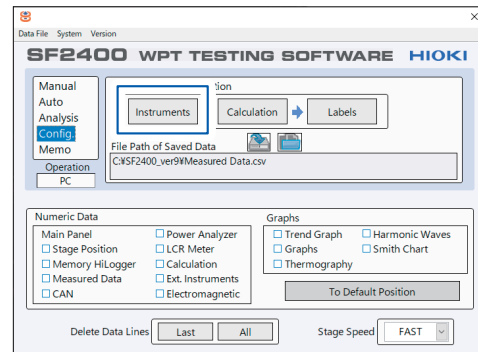 Data File System Version
SF2400 WPT TESTING SOFTWARE HIOKI
Manual
Auto
Analysis
Config.
Memo
Operation
PC
Instruments
Calculation
Labels
File Path of Saved Data
C:¥SF2400_ver9¥Measured Data.csv
Numeric Data
Main Panel
Stage Position
Memory HiLogger
Measured Data
CAN
Power Analyzer
LCR Meter
Calculation
Ext. Instruments
Electromagnetic
Graphs
Trend Graph
Graphs
Thermography
Harmonic Waves
Smith Chart
To Default Position
Delete Data Lines Last All
Stage Speed FAST